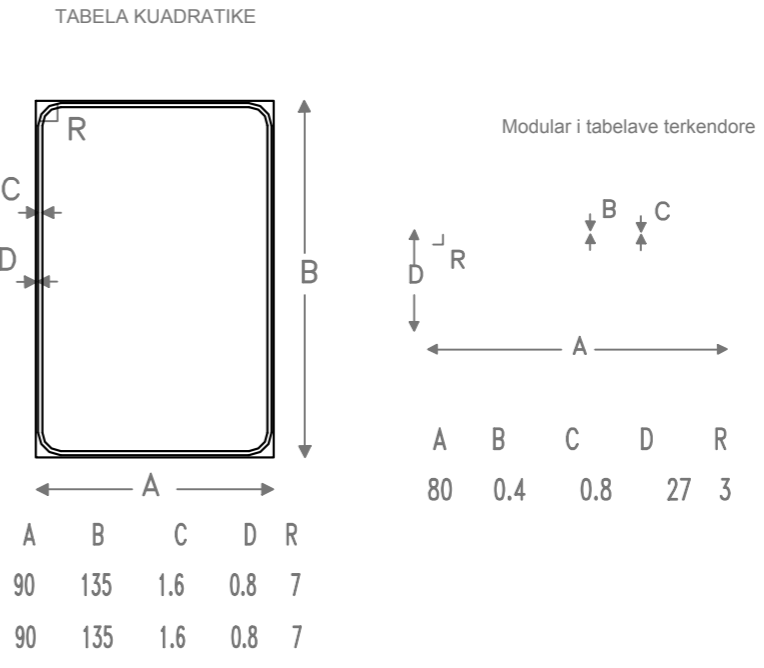 TABELA KUADRATIKE
R
C
D
B
A
A B C D R
90 135 1.6 0.8 7
90 135 1.6 0.8 7
Modular i tabelave terkendore
B C
R
D
A
A B C D R
80 0.4 0.8 27 3